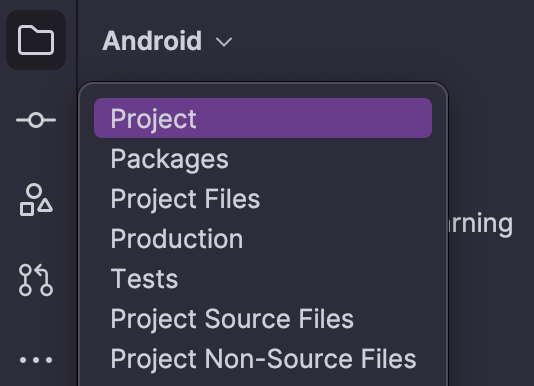 Android
Project
Packages
Project Files
Production
Tests
Project Source Files
Project Non-Source Files